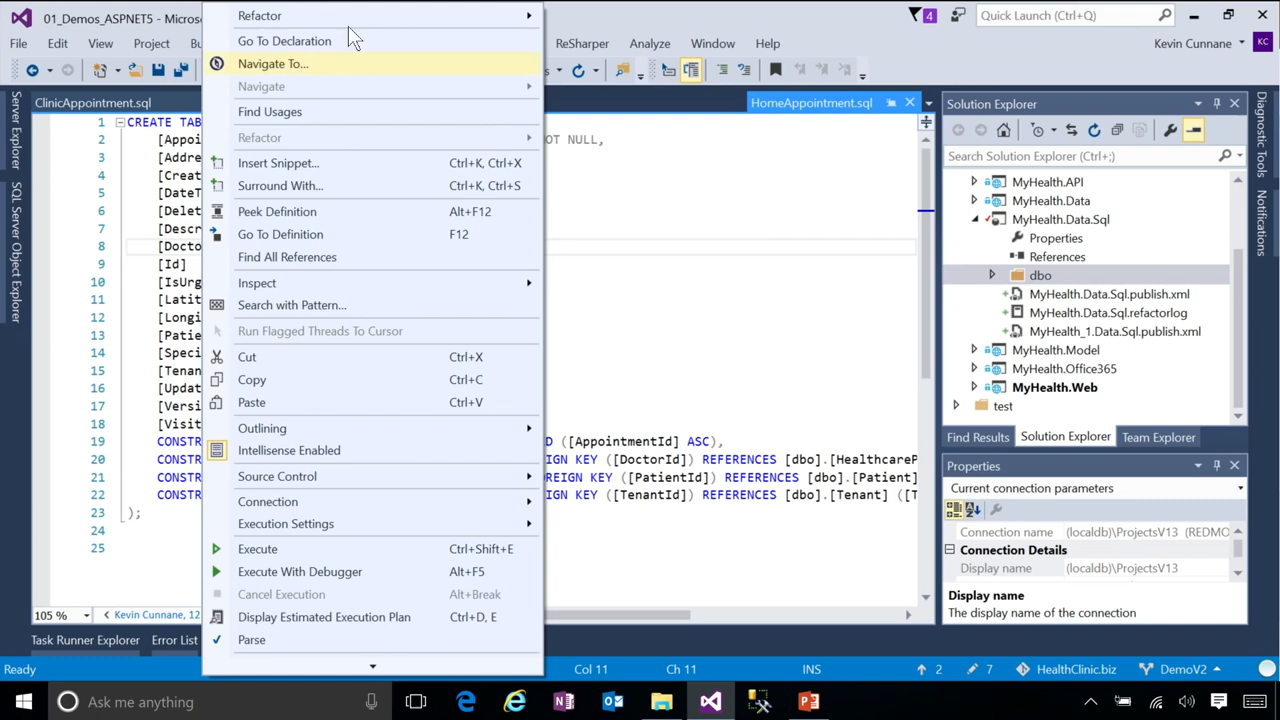 01_Demos_ASPNET5 - Microso
4
Quick Launch (Ctrl+Q)
File Edit View Project
ReSharper Analyze Window Help
Kevin Cunnane KC
ClinicAppointment.sql
HomeAppointment.sql
Server Explorer
SQL Server Object Explorer
1 CREATE TAB
2 [Appoi OT NULL,
3 [Addre
4 [Creat
5 [DateT
6 [Delet
7 [Descr
8 [Docto
9 [Id]
10 [IsUrg
11 [Latit
12 [Longi
13 [Patie
14 [Speci
15 [Tenan
16 [Updat
17 [Versi
18 [Visit
19 CONSTR D ([AppointmentId] ASC),
20 CONSTR IGN KEY ([DoctorId]) REFERENCES [dbo].[HealthcareP
21 CONSTR OREIGN KEY ([PatientId]) REFERENCES [dbo].[Patient]
22 CONSTR IGN KEY ([TenantId]) REFERENCES [dbo].[Tenant] ([T
23 );
24
25
105 %
Kevin Cunnane, 12
Refactor
Go To Declaration
Navigate To...
Navigate
Find Usages
Refactor
Insert Snippet... Ctrl+K, Ctrl+X
Surround With... Ctrl+K, Ctrl+S
Peek Definition Alt+F12
Go To Definition F12
Find All References
Inspect
Search with Pattern...
Run Flagged Threads To Cursor
Cut Ctrl+X
Copy Ctrl+C
Paste Ctrl+V
Outlining
Intellisense Enabled
Source Control
Connection
Execution Settings
Execute Ctrl+Shift+E
Execute With Debugger Alt+F5
Cancel Execution Alt+Break
Display Estimated Execution Plan Ctrl+D, E
Parse
Solution Explorer
Search Solution Explorer (Ctrl+;)
MyHealth.API
MyHealth.Data
MyHealth.Data.Sql
Properties
References
dbo
MyHealth.Data.Sql.publish.xml
MyHealth.Data.Sql.refactorlog
MyHealth_1.Data.Sql.publish.xml
MyHealth.Model
MyHealth.Office365
MyHealth.Web
test
Find Results Solution Explorer Team Explorer
Properties
Current connection parameters
Connection name (localdb)\ProjectsV13 (REDMO
Connection Details
Display name (localdb)\ProjectsV13
Display name
The display name of the connection
Diagnostic Tools
Notifications
Task Runner Explorer Error List
Ready Col 11 Ch 11 INS 2 7 HealthClinic.biz DemoV2
Ask me anything